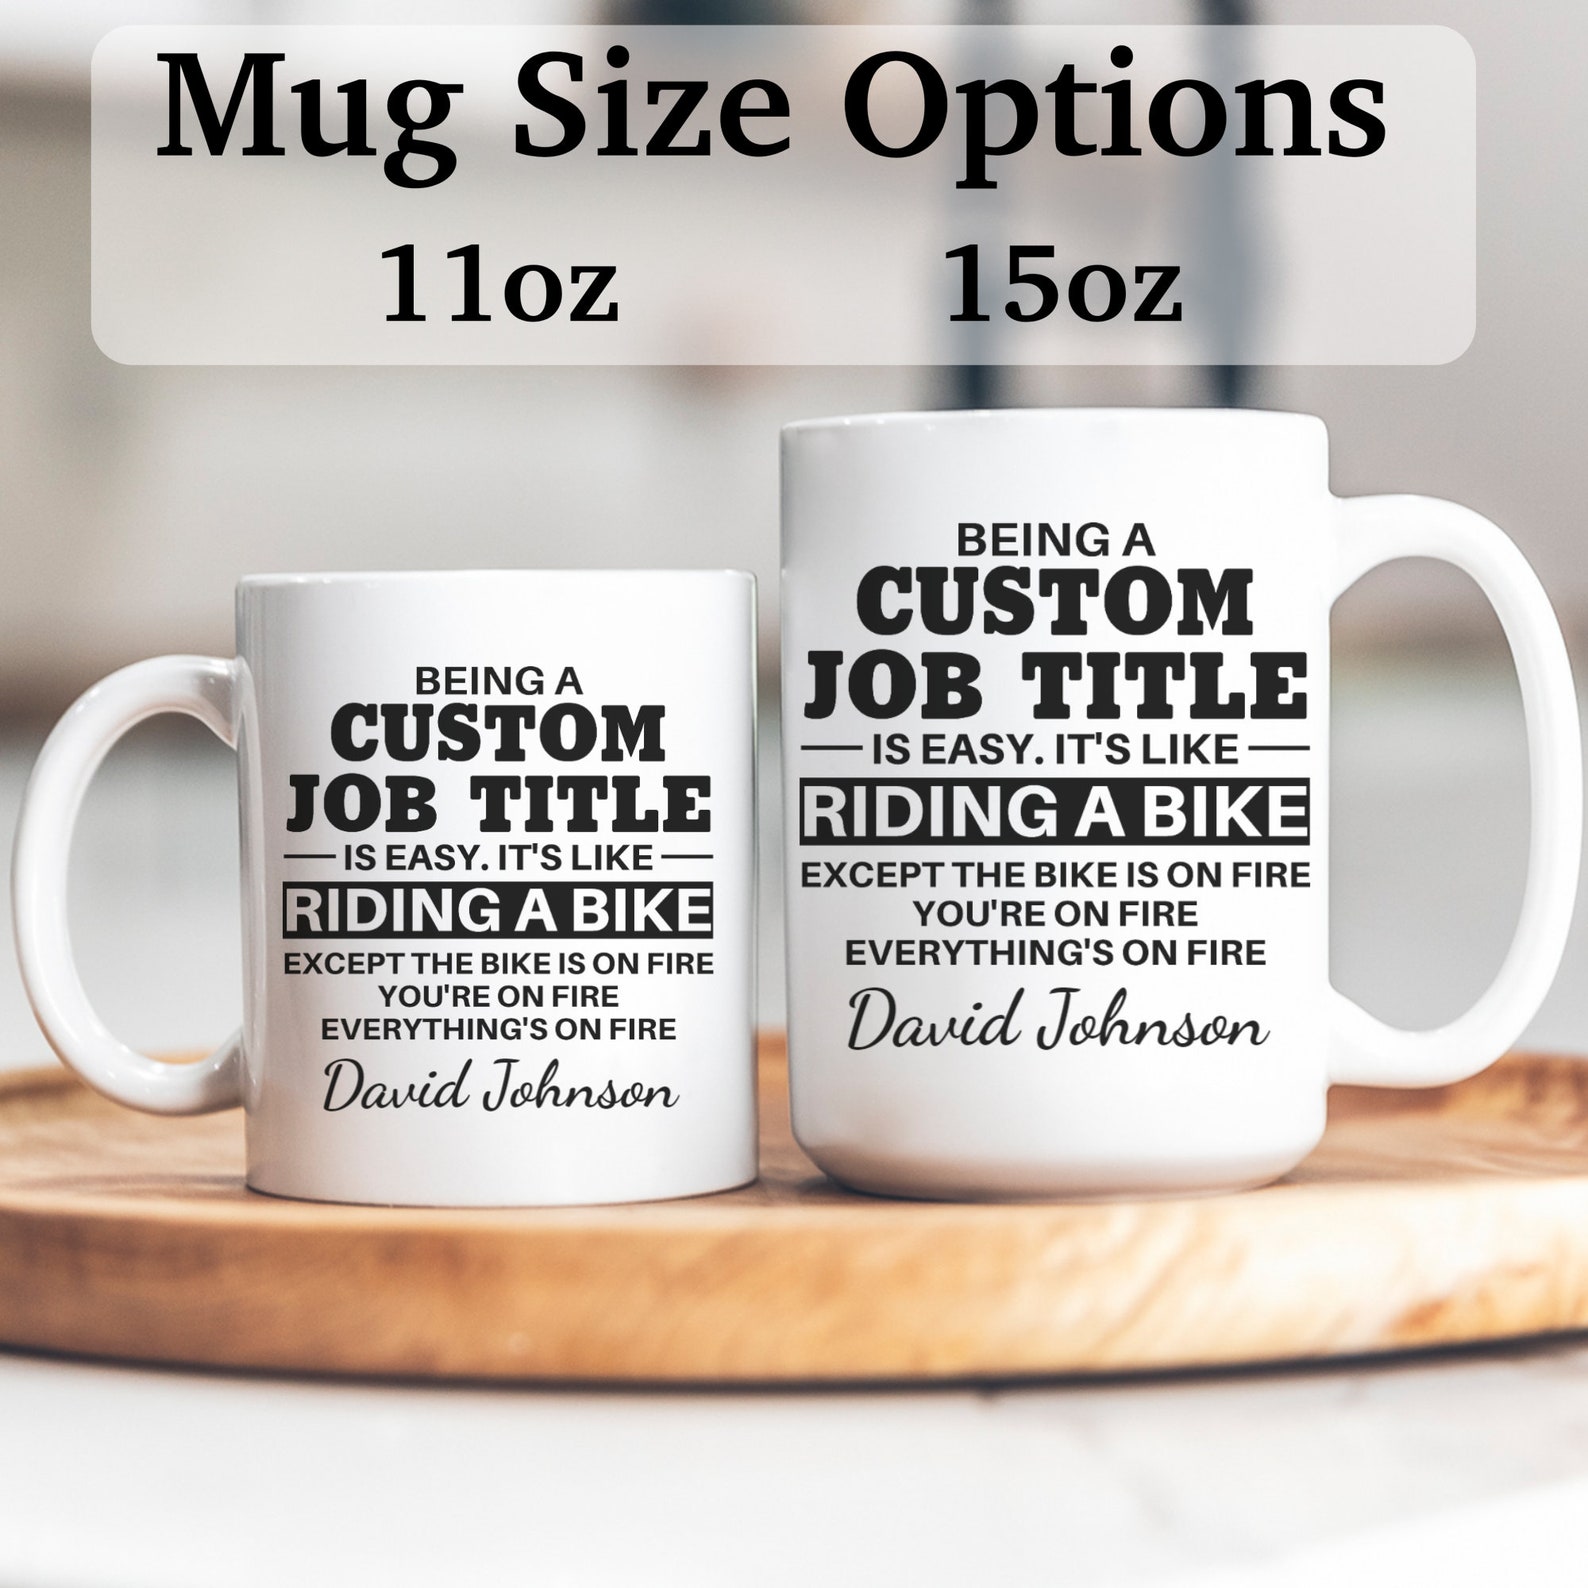 Mug Size Options
11oz 15oz
BEING A
CUSTOM
JOB TITLE
IS EASY. IT'S LIKE
RIDING A BIKE
EXCEPT THE BIKE IS ON FIRE
YOU'RE ON FIRE
EVERYTHING'S ON FIRE
David Johnson
BEING A
CUSTOM
JOB TITLE
IS EASY. IT'S LIKE
RIDING A BIKE
EXCEPT THE BIKE IS ON FIRE
YOU'RE ON FIRE
EVERYTHING'S ON FIRE
David Johnson